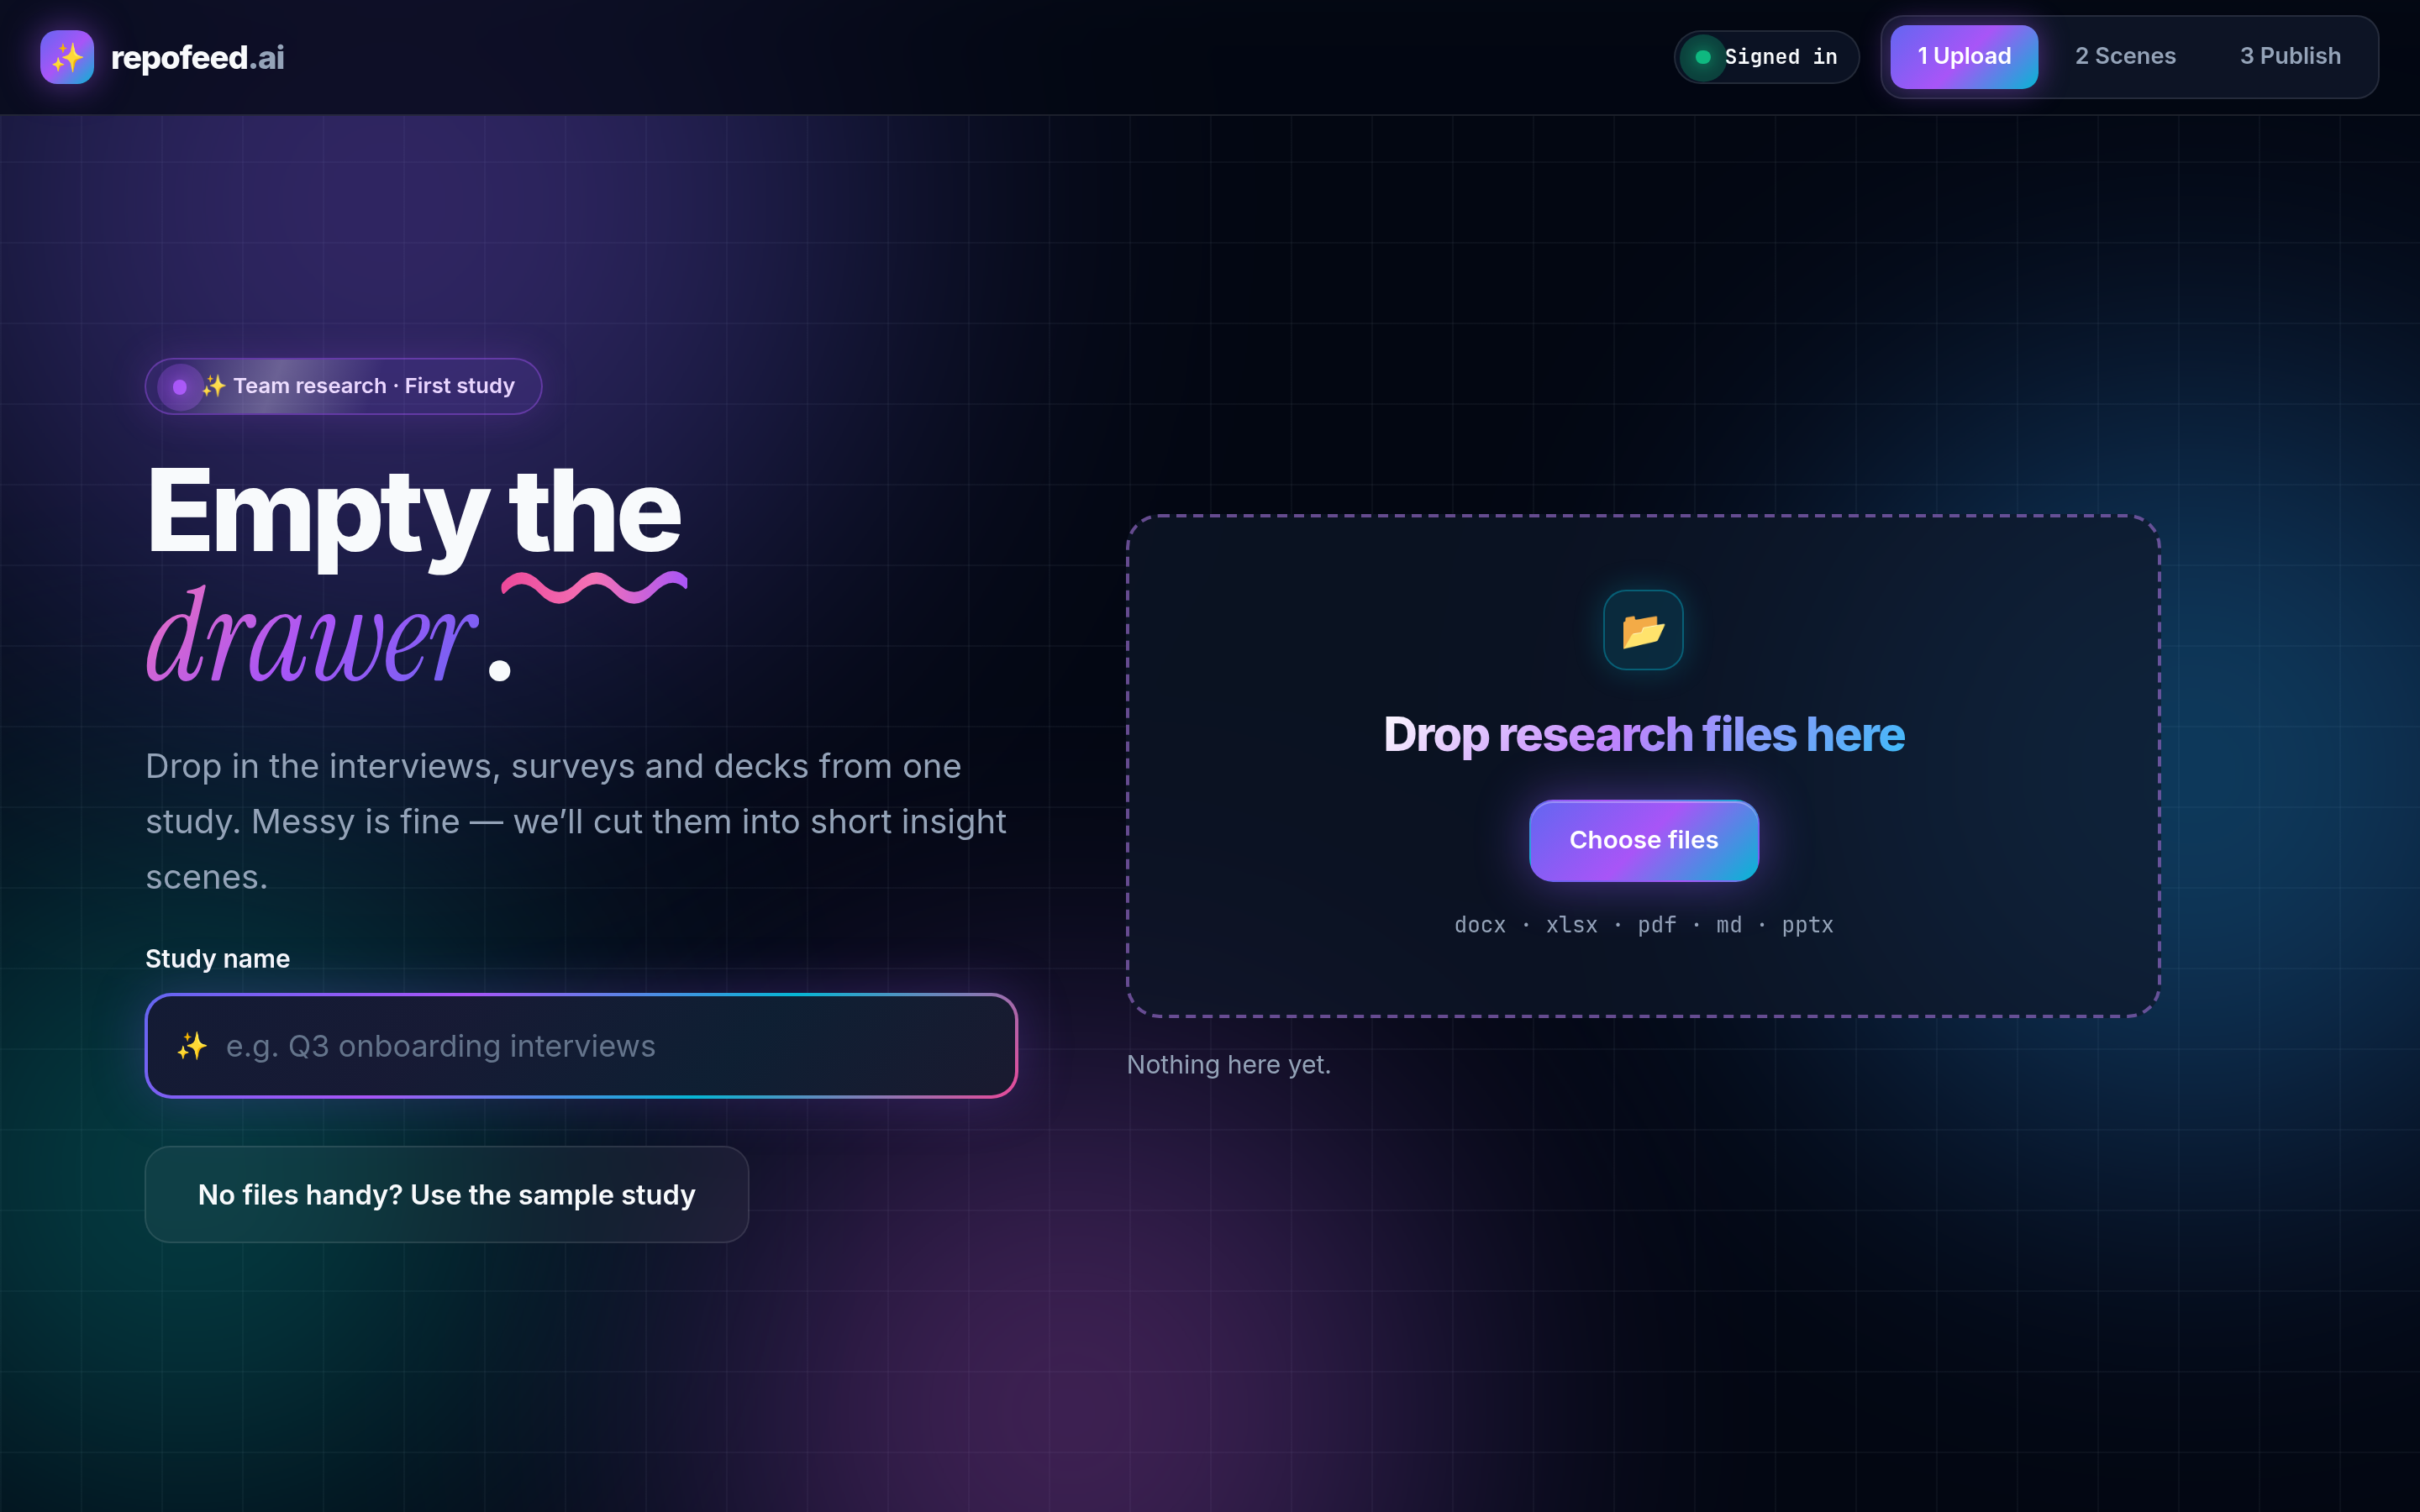 ✨ repofeed.ai
Signed in
1 Upload
2 Scenes
3 Publish
✨ Team research · First study
Empty the
drawer.
Drop in the interviews, surveys and decks from one
study. Messy is fine — we’ll cut them into short insight
scenes.
Study name
✨ e.g. Q3 onboarding interviews
No files handy? Use the sample study
📂
Drop research files here
Choose files
docx · xlsx · pdf · md · pptx
Nothing here yet.